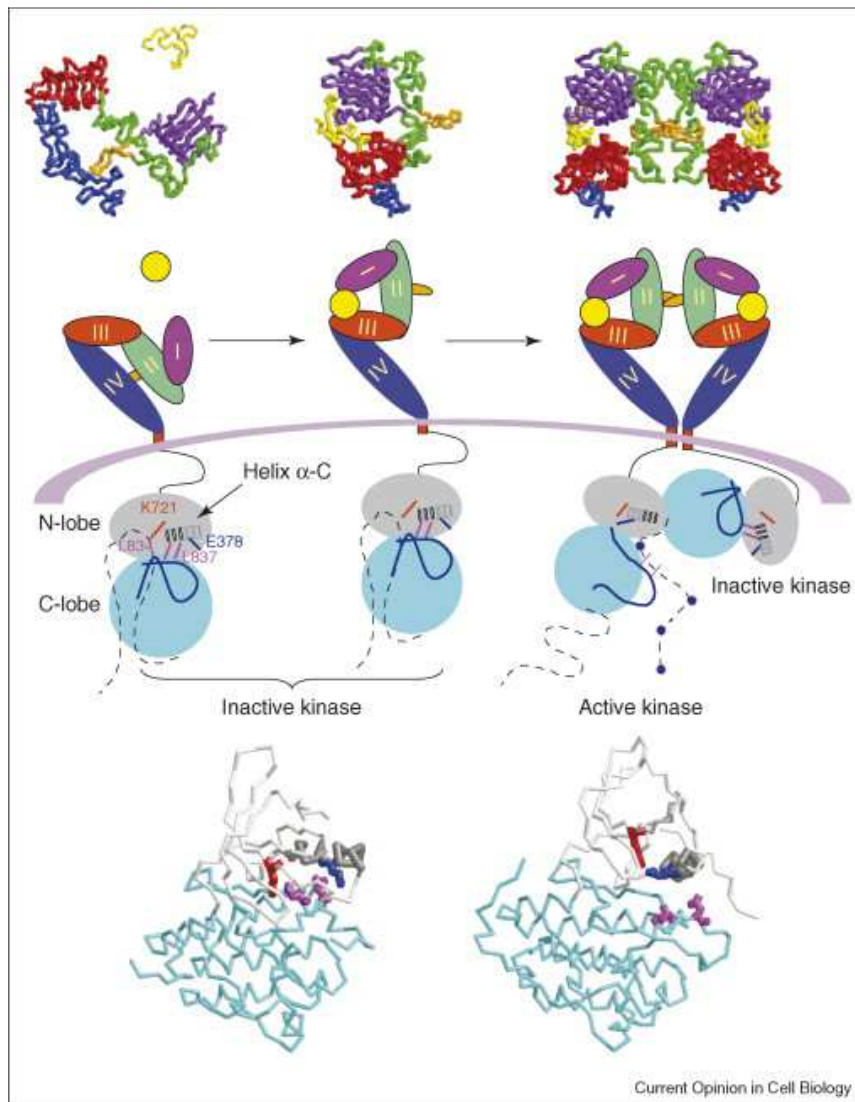 III
II
I
IV
I
II
III
IV
I
II
III
IV
II
I
III
IV
Helix α-C
K721
N-lobe
E378
L834
L837
C-lobe
Inactive kinase
Inactive kinase
Active kinase
Current Opinion in Cell Biology